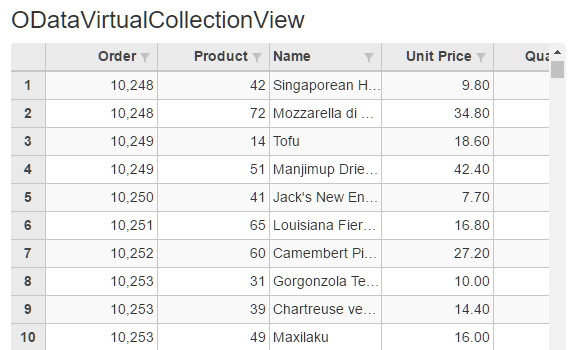 ODataVirtualCollectionView
Order Product Name Unit Price Qua
1 10,248 42 Singaporean H... 9.80
2 10,248 72 Mozzarella di ... 34.80
3 10,249 14 Tofu 18.60
4 10,249 51 Manjimup Drie... 42.40
5 10,250 41 Jack's New En... 7.70
6 10,251 65 Louisiana Fier... 16.80
7 10,252 60 Camembert Pi... 27.20
8 10,253 31 Gorgonzola Te... 10.00
9 10,253 39 Chartreuse ve... 14.40
10 10,253 49 Maxilaku 16.00